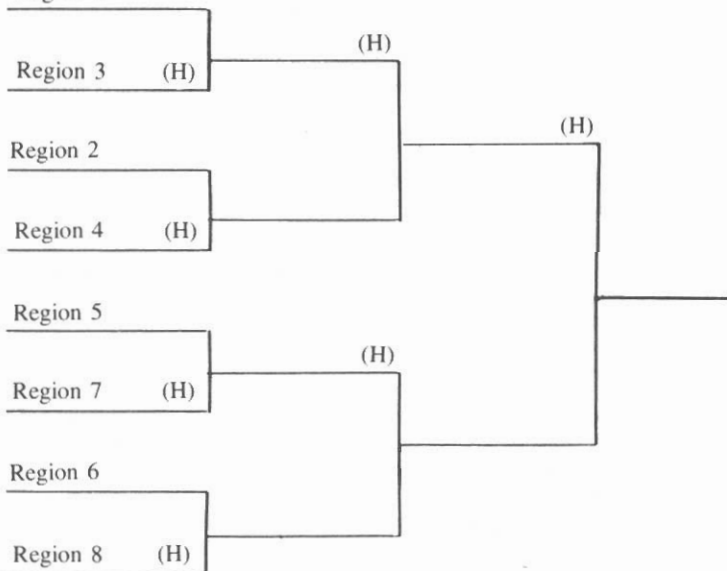 (H)
Region 3 (H)
(H)
Region 2
Region 4 (H)
Region 5
(H)
Region 7 (H)
Region 6
Region 8 (H)